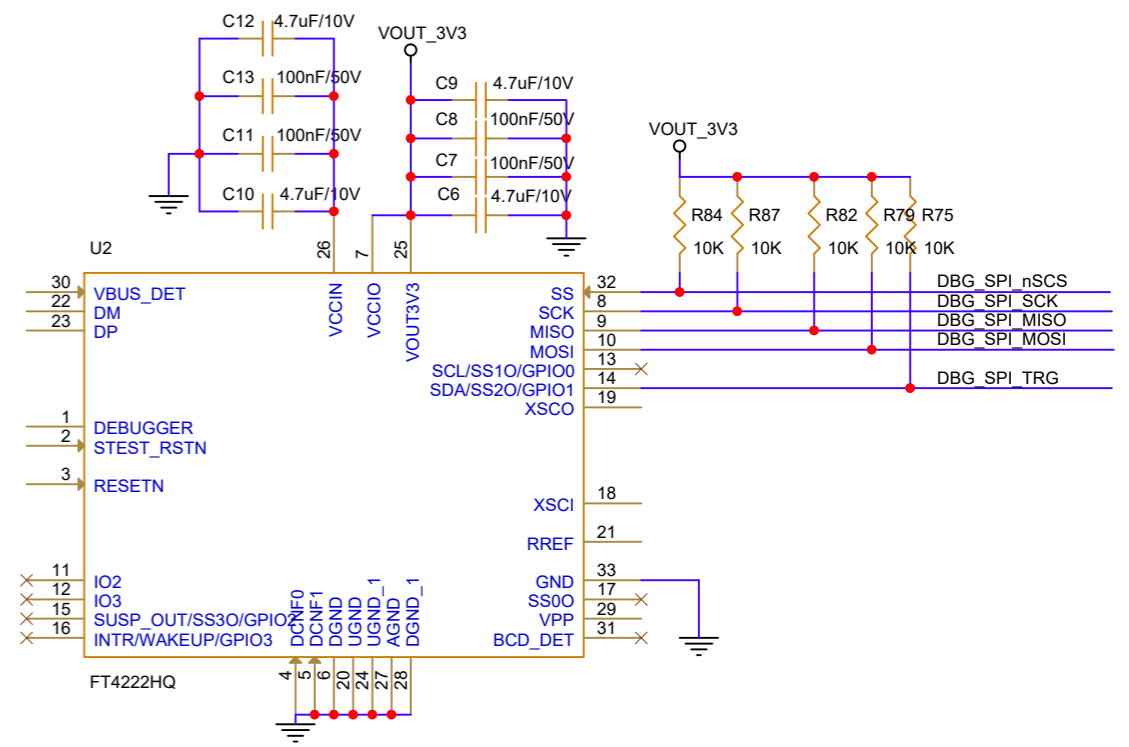 C12 4.7uF/10V
VOUT_3V3
C13 100nF/50V
C9 4.7uF/10V
C11 100nF/50V
C8 100nF/50V
VOUT_3V3
C7 100nF/50V
C10 4.7uF/10V
C6 4.7uF/10V
R84 R87 R82 R79 R75
10K 10K 10K 10K 10K
U2
26 7 25
VCCIN VCCIO VOUT3V3
30 VBUS_DET
22 DM
23 DP
1 DEBUGGER
2 STEST_RSTN
3 RESETN
11 IO2
12 IO3
15 SUSP_OUT/SS3O/GPIO2
16 INTR/WAKEUP/GPIO3
SS 32 DBG_SPI_nSCS
SCK 8 DBG_SPI_SCK
MISO 9 DBG_SPI_MISO
MOSI 10 DBG_SPI_MOSI
SCL/SS1O/GPIO0 13
SDA/SS2O/GPIO1 14 DBG_SPI_TRG
XSCO 19
XSCI 18
RREF 21
GND 33
SS0O 17
VPP 29
BCD_DET 31
DCNF0 DCNF1 DGND UGND UGND_1 AGND DGND_1
4 5 6 20 24 27 28
FT4222HQ